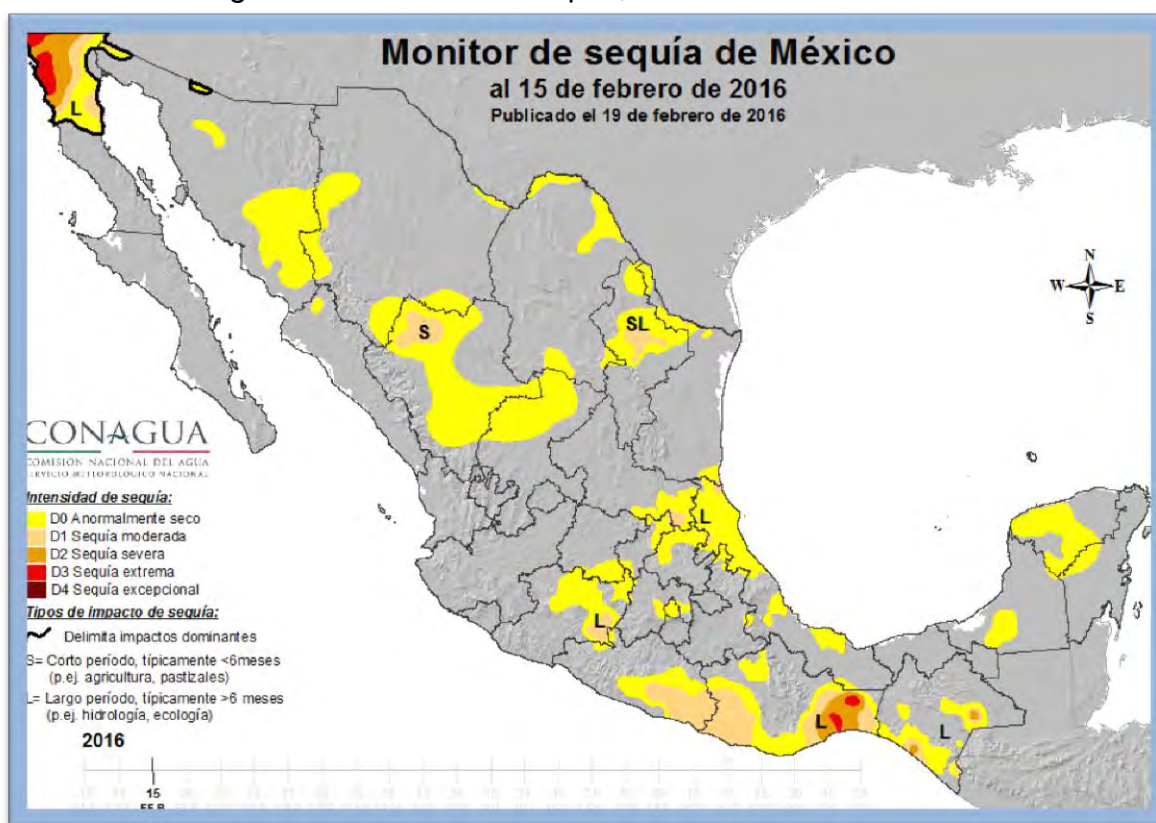 Monitor de sequía de México
al 15 de febrero de 2016
Publicado el 19 de febrero de 2016
N
W E
S
L
S
SL
L
L
L
L
CONAGUA
COMISIÓN NACIONAL DEL AGUA
SERVICIO METEOROLÓGICO NACIONAL
Intensidad de sequía:
D0 Anormalmente seco
D1 Sequía moderada
D2 Sequía severa
D3 Sequía extrema
D4 Sequía excepcional
Tipos de impacto de sequía:
Delimita impactos dominantes
S= Corto período, típicamente <6meses
(p.ej. agricultura, pastizales)
L= Largo período, típicamente >6 meses
(p.ej. hidrología, ecología)
2016
15